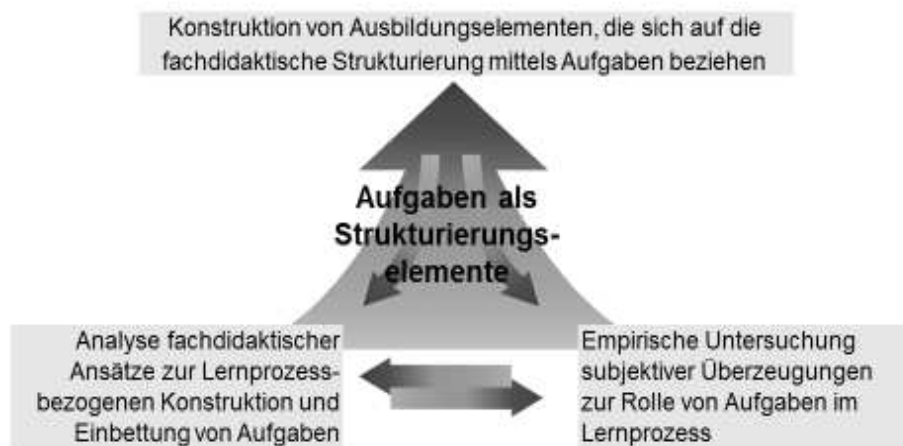 Konstruktion von Ausbildungselementen, die sich auf die
fachdidaktische Strukturierung mittels Aufgaben beziehen
Aufgaben als
Strukturierungs-
elemente
Analyse fachdidaktischer
Ansätze zur Lernprozess-
bezogenen Konstruktion und
Einbettung von Aufgaben
Empirische Untersuchung
subjektiver Überzeugungen
zur Rolle von Aufgaben im
Lernprozess